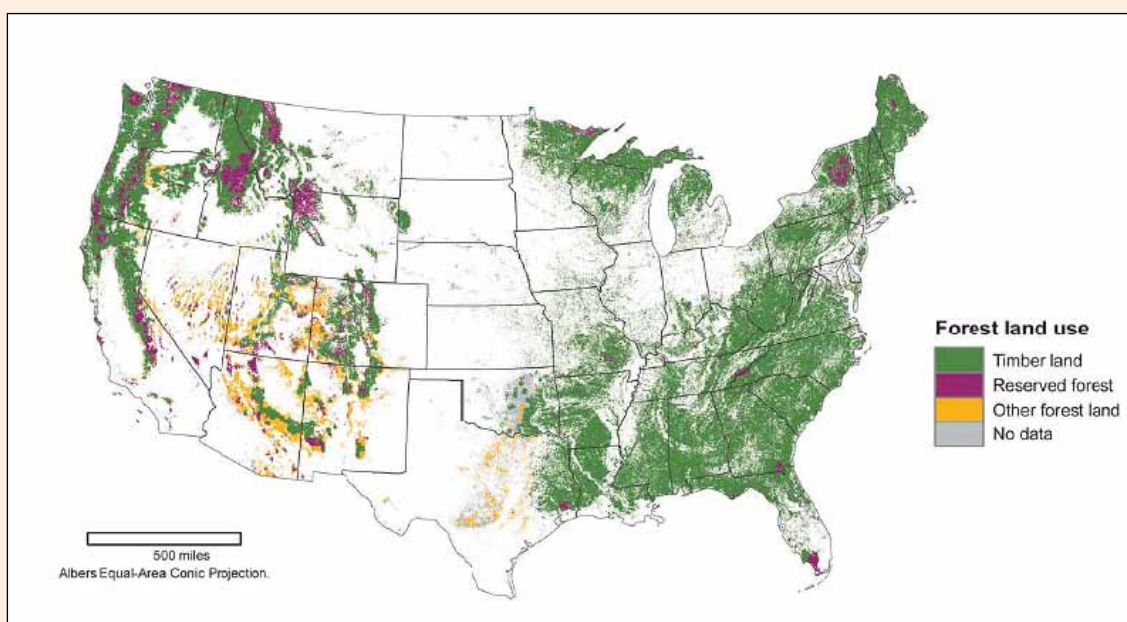 Forest land use
Timber land
Reserved forest
Other forest land
No data
500 miles
Albers Equal-Area Conic Projection.